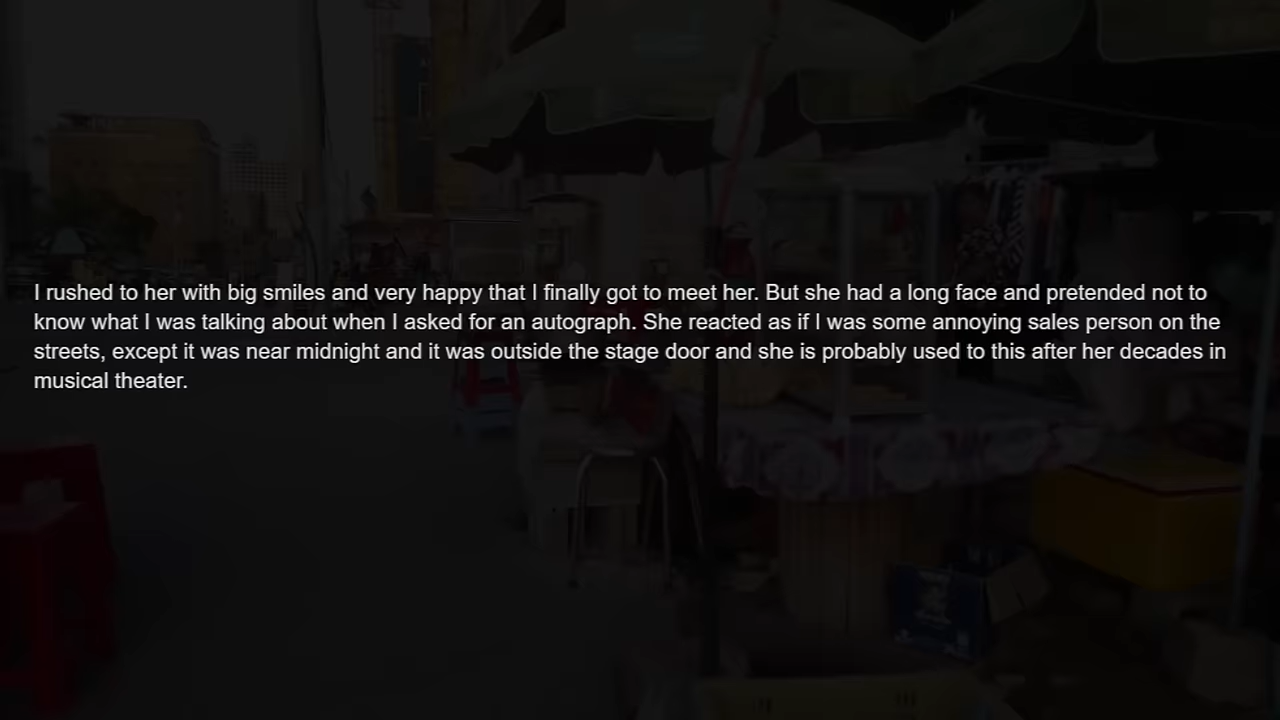 I rushed to her with big smiles and very happy that I finally got to meet her. But she had a long face and pretended not to
know what I was talking about when I asked for an autograph. She reacted as if I was some annoying sales person on the
streets, except it was near midnight and it was outside the stage door and she is probably used to this after her decades in
musical theater.